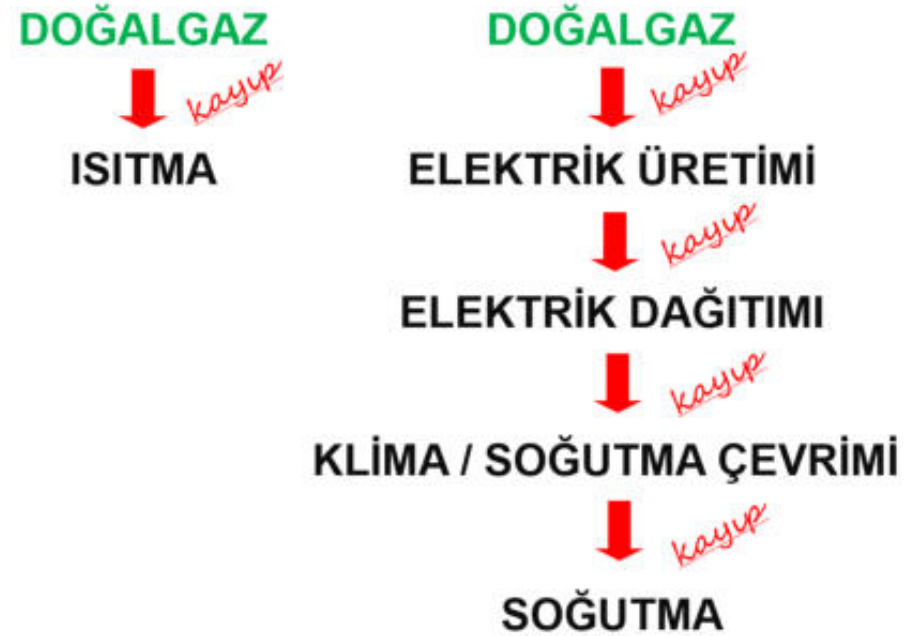 DOĞALGAZ
kayıp
ISITMA
DOĞALGAZ
kayıp
ELEKTRİK ÜRETİMİ
kayıp
ELEKTRİK DAĞITIMI
kayıp
KLİMA / SOĞUTMA ÇEVRİMİ
kayıp
SOĞUTMA